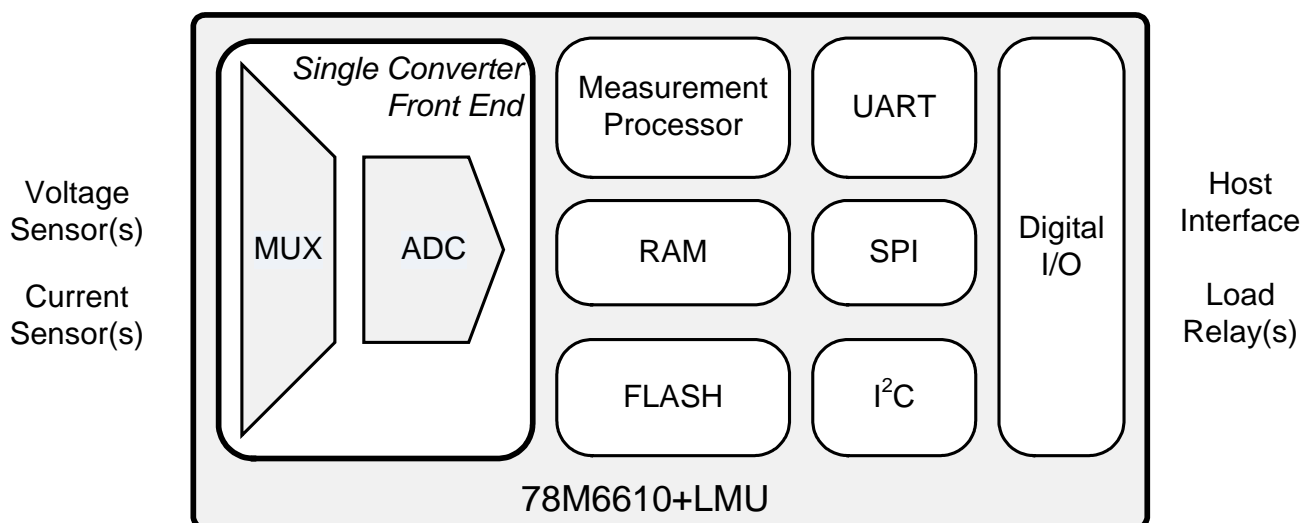 Single Converter
Front End
MUX
ADC
Voltage
Sensor(s)
Current
Sensor(s)
Measurement
Processor
UART
RAM
SPI
FLASH
I²C
Digital
I/O
Host
Interface
Load
Relay(s)
78M6610+LMU